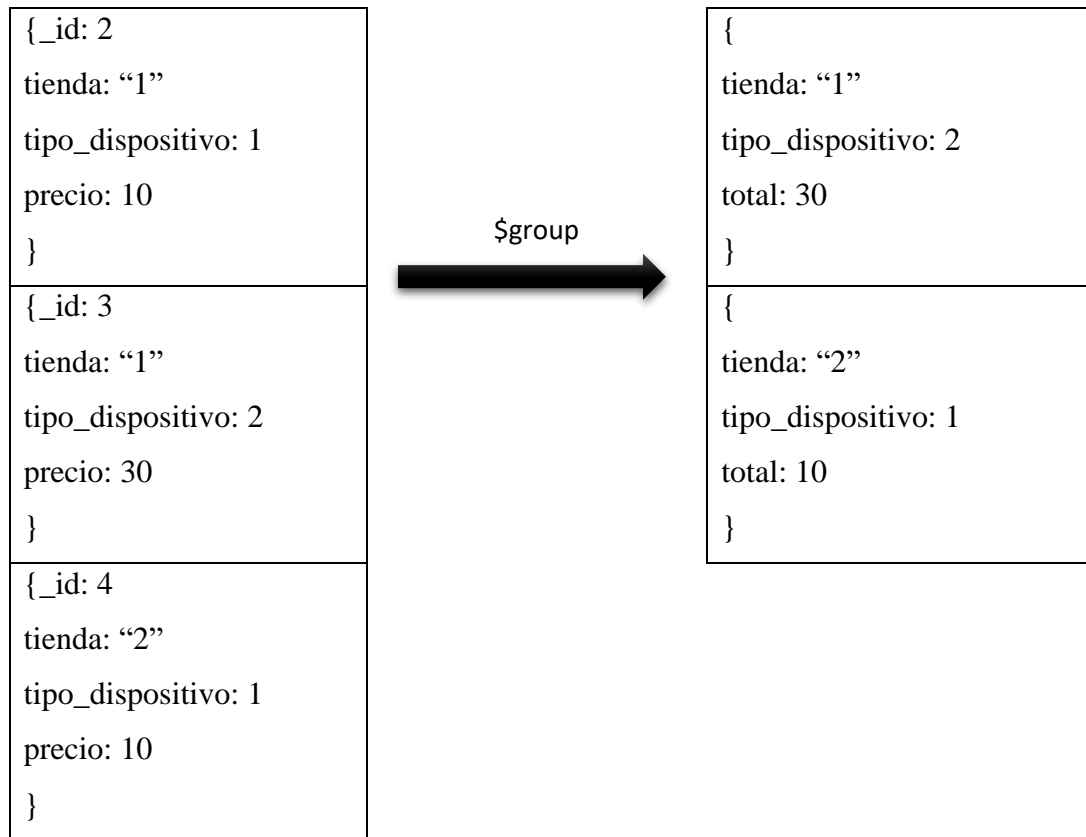 {_id: 2
tienda: “1”
tipo_dispositivo: 1
precio: 10
}
{_id: 3
tienda: “1”
tipo_dispositivo: 2
precio: 30
}
{_id: 4
tienda: “2”
tipo_dispositivo: 1
precio: 10
}
$group
{
tienda: “1”
tipo_dispositivo: 2
total: 30
}
{
tienda: “2”
tipo_dispositivo: 1
total: 10
}